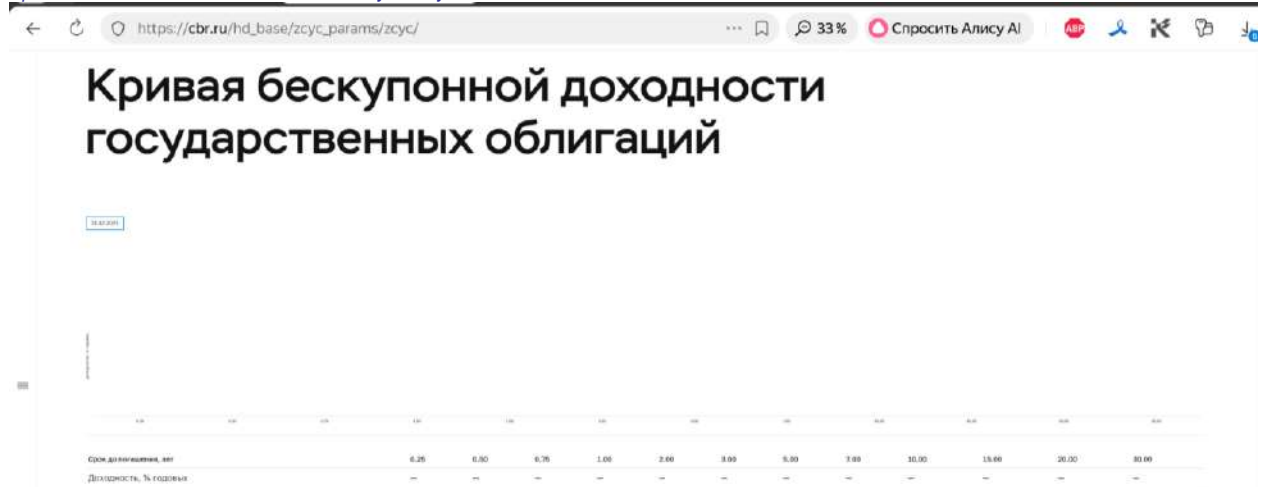 https://cbr.ru/hd_base/zcyc_params/zcyc/ ... 33 % Спросить Алису AI ABP
Кривая бескупонной доходности
государственных облигаций
Срок до погашения, лет 0.25 0.50 0.75 1.00 2.00 3.00 5.00 7.00 10.00 15.00 20.00 30.00
Доходность, % годовых — — — — — — — — — — — —